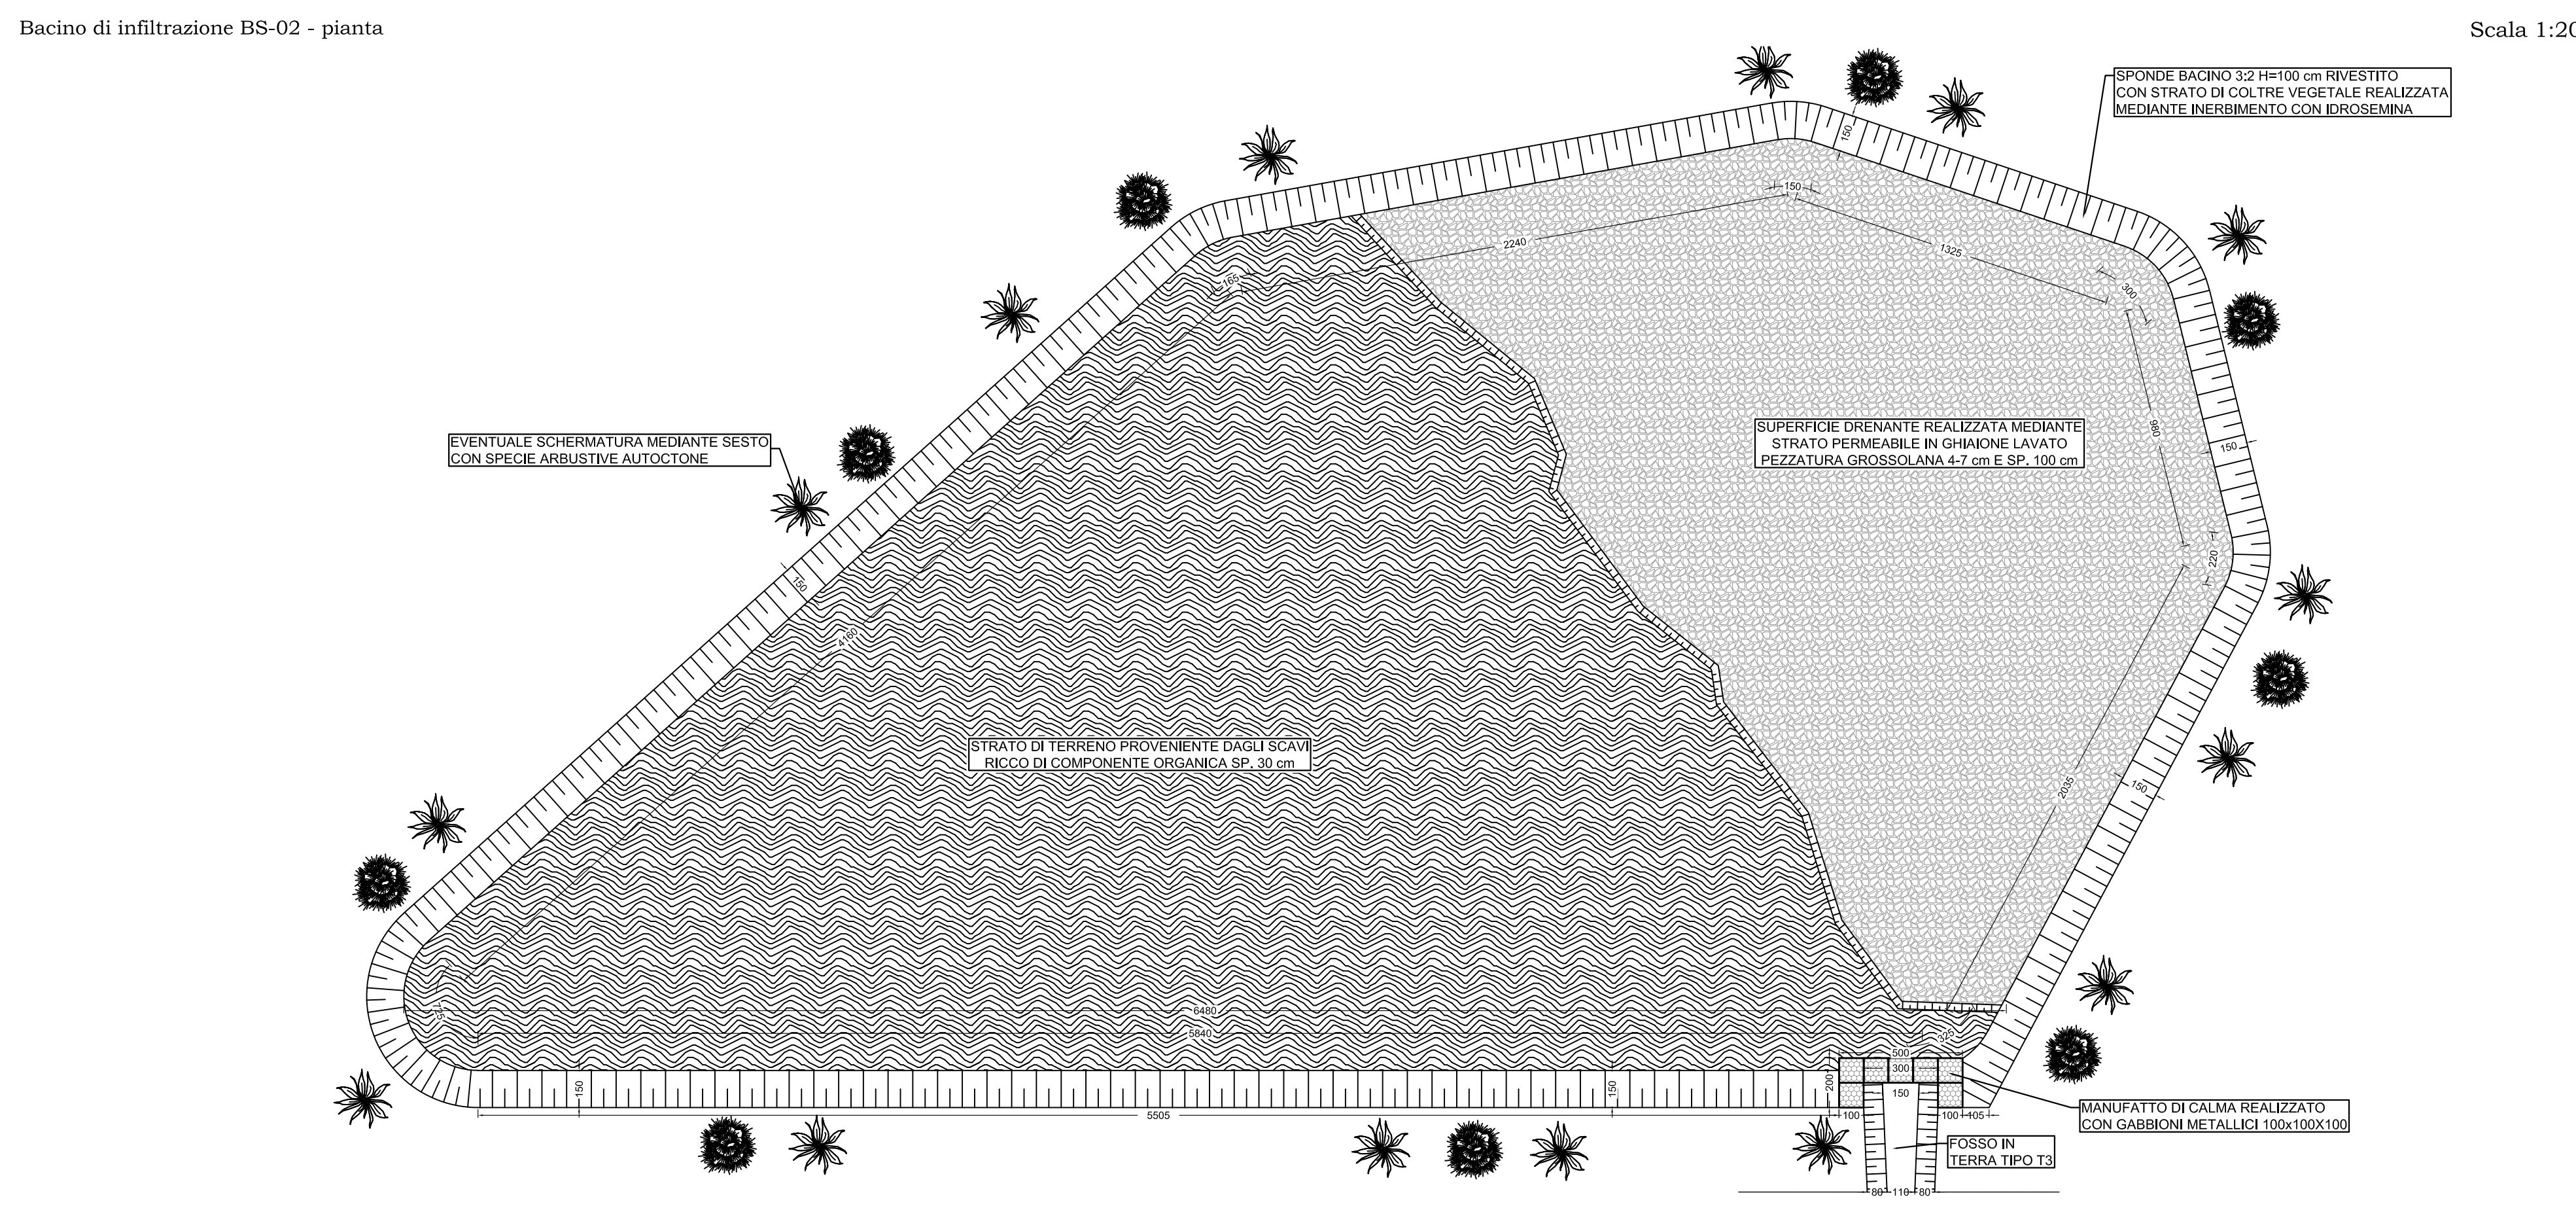 Bacino di infiltrazione BS-02 - pianta
Scala 1:20
SPONDE BACINO 3:2 H=100 cm RIVESTITO
CON STRATO DI COLTRE VEGETALE REALIZZATA
MEDIANTE INERBIMENTO CON IDROSEMINA
150
150
2240
1325
165
300
EVENTUALE SCHERMATURA MEDIANTE SESTO
CON SPECIE ARBUSTIVE AUTOCTONE
SUPERFICIE DRENANTE REALIZZATA MEDIANTE
STRATO PERMEABILE IN GHIAIONE LAVATO
PEZZATURA GROSSOLANA 4-7 cm E SP. 100 cm
980
150
220
150
4160
STRATO DI TERRENO PROVENIENTE DAGLI SCAVI
RICCO DI COMPONENTE ORGANICA SP. 30 cm
2035
150
725
6480
5840
325
500
300
150
150
200
150
5505
100
100
105
MANUFATTO DI CALMA REALIZZATO
CON GABBIONI METALLICI 100x100X100
FOSSO IN
TERRA TIPO T3
80
110
80